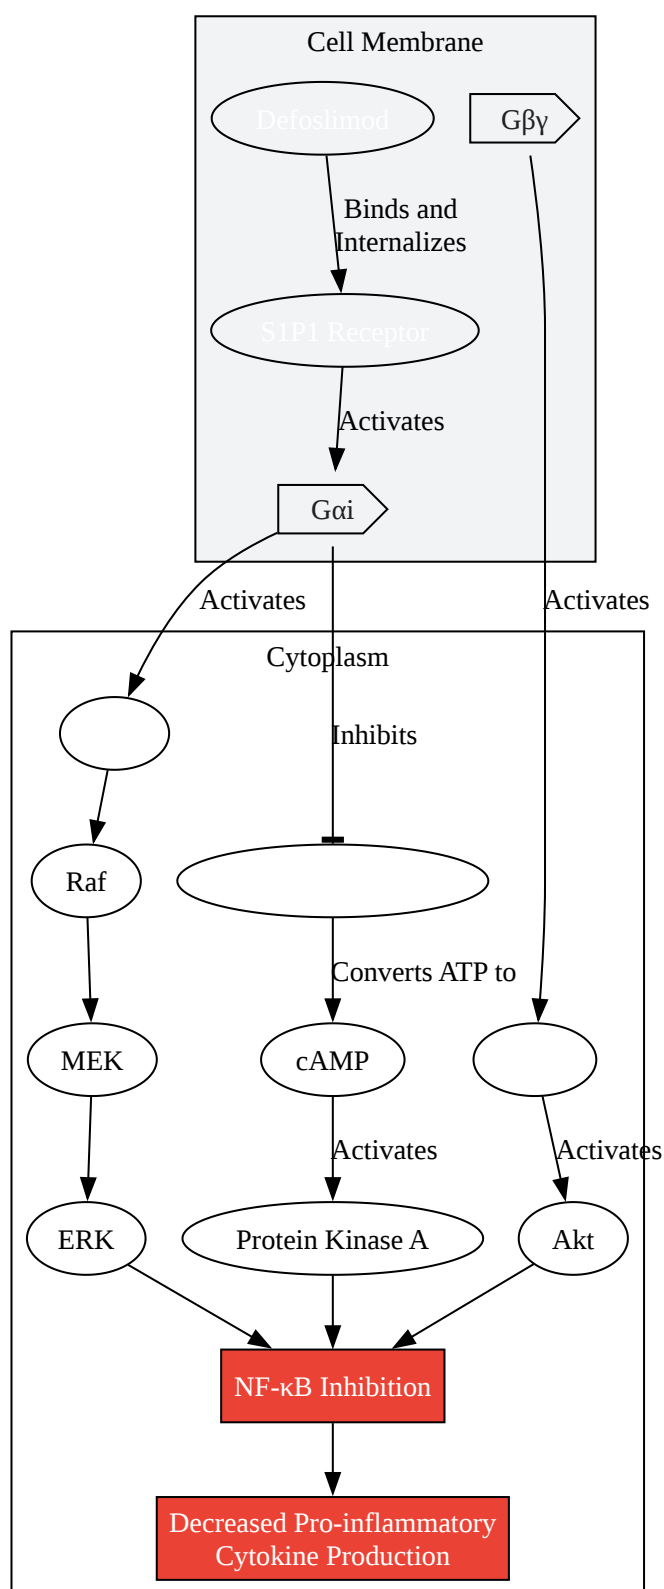 Cell Membrane
Defoslimod
Gβγ
Binds and
Internalizes
S1P1 Receptor
Activates
Gαi
Activates
Activates
Cytoplasm
Inhibits
Raf
Converts ATP to
MEK
cAMP
Activates
Activates
ERK
Protein Kinase A
Akt
NF-κB Inhibition
Decreased Pro-inflammatory
Cytokine Production